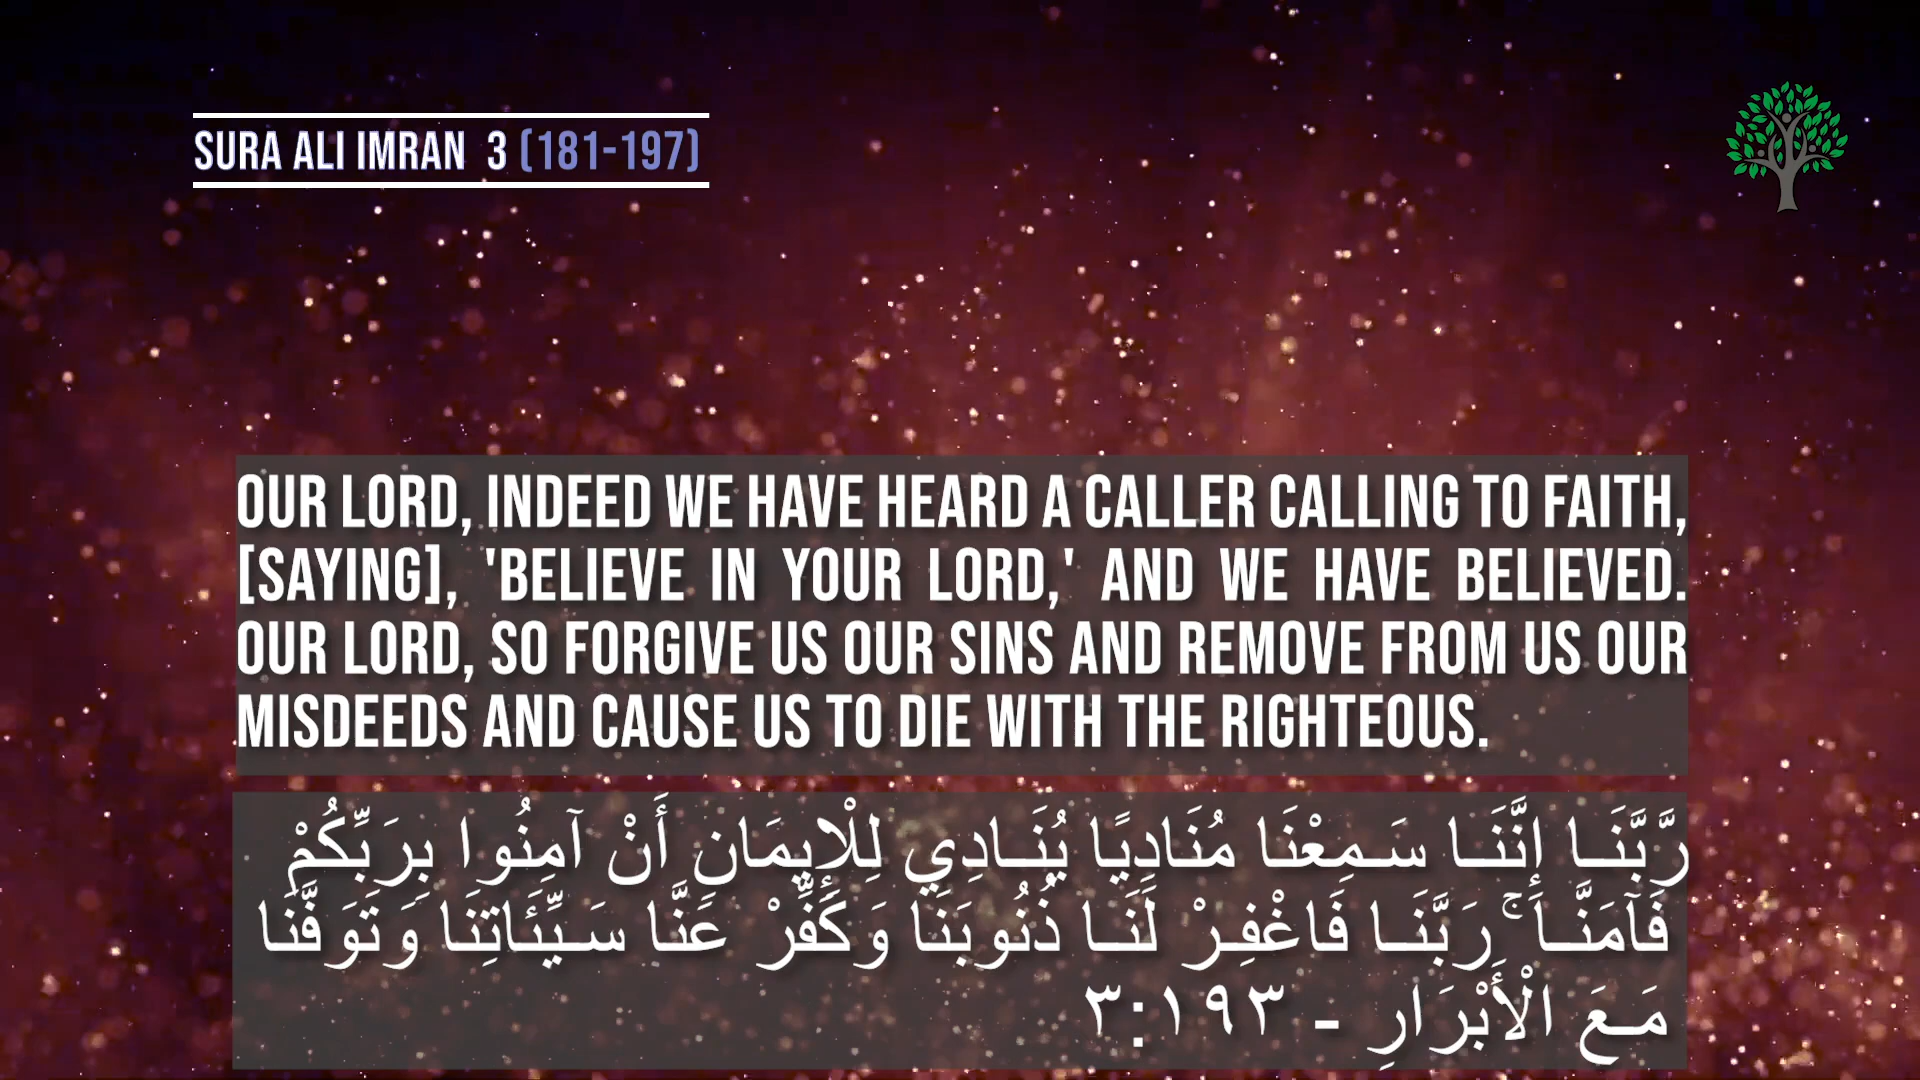 SURA ALI IMRAN 3 (181-197)
OUR LORD, INDEED WE HAVE HEARD A CALLER CALLING TO FAITH,
[SAYING], 'BELIEVE IN YOUR LORD,' AND WE HAVE BELIEVED.
OUR LORD, SO FORGIVE US OUR SINS AND REMOVE FROM US OUR
MISDEEDS AND CAUSE US TO DIE WITH THE RIGHTEOUS.
رَّبَّنَا إِنَّنَا سَمِعْنَا مُنَادِيًا يُنَادِي لِلْإِيمَانِ أَنْ آمِنُوا بِرَبِّكُمْ
فَآمَنَّا ۚ رَبَّنَا فَاغْفِرْ لَنَا ذُنُوبَنَا وَكَفِّرْ عَنَّا سَيِّئَاتِنَا وَتَوَفَّنَا
مَعَ الْأَبْرَارِ - ٣:١٩٣